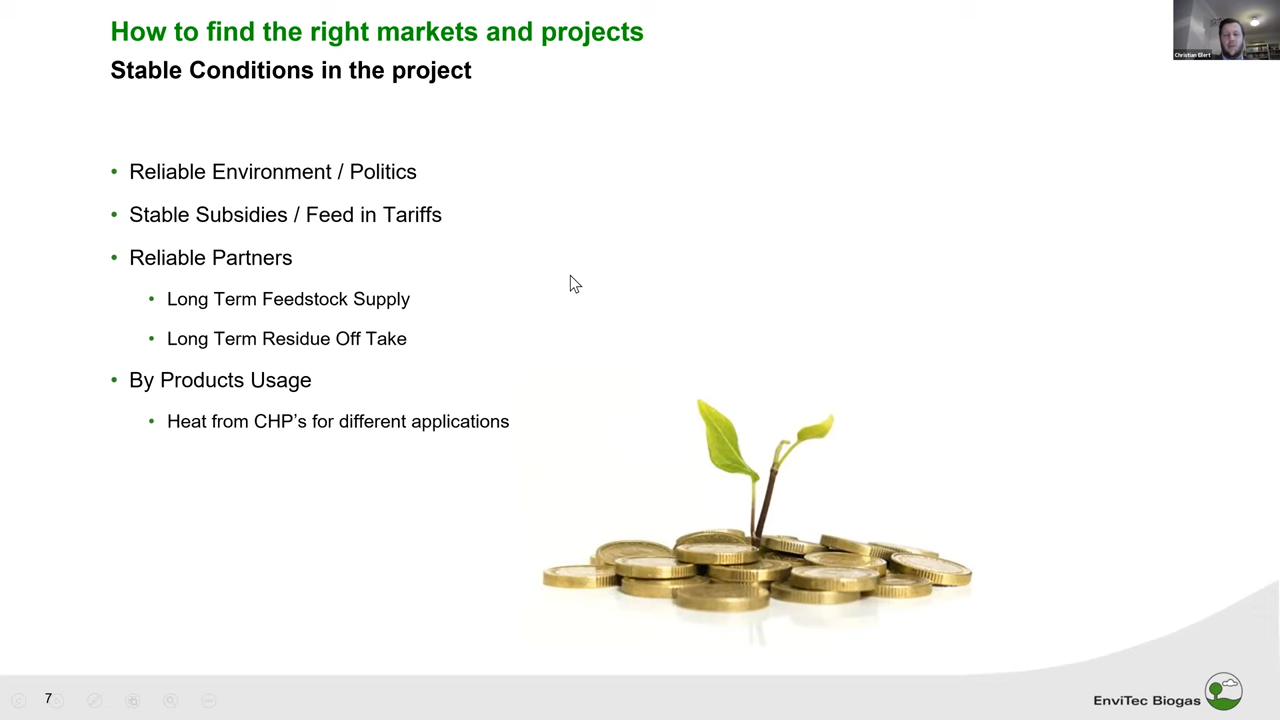 How to find the right markets and projects
Stable Conditions in the project
Christian Ellert
• Reliable Environment / Politics
• Stable Subsidies / Feed in Tariffs
• Reliable Partners
• Long Term Feedstock Supply
• Long Term Residue Off Take
• By Products Usage
• Heat from CHP’s for different applications
7
EnviTec Biogas